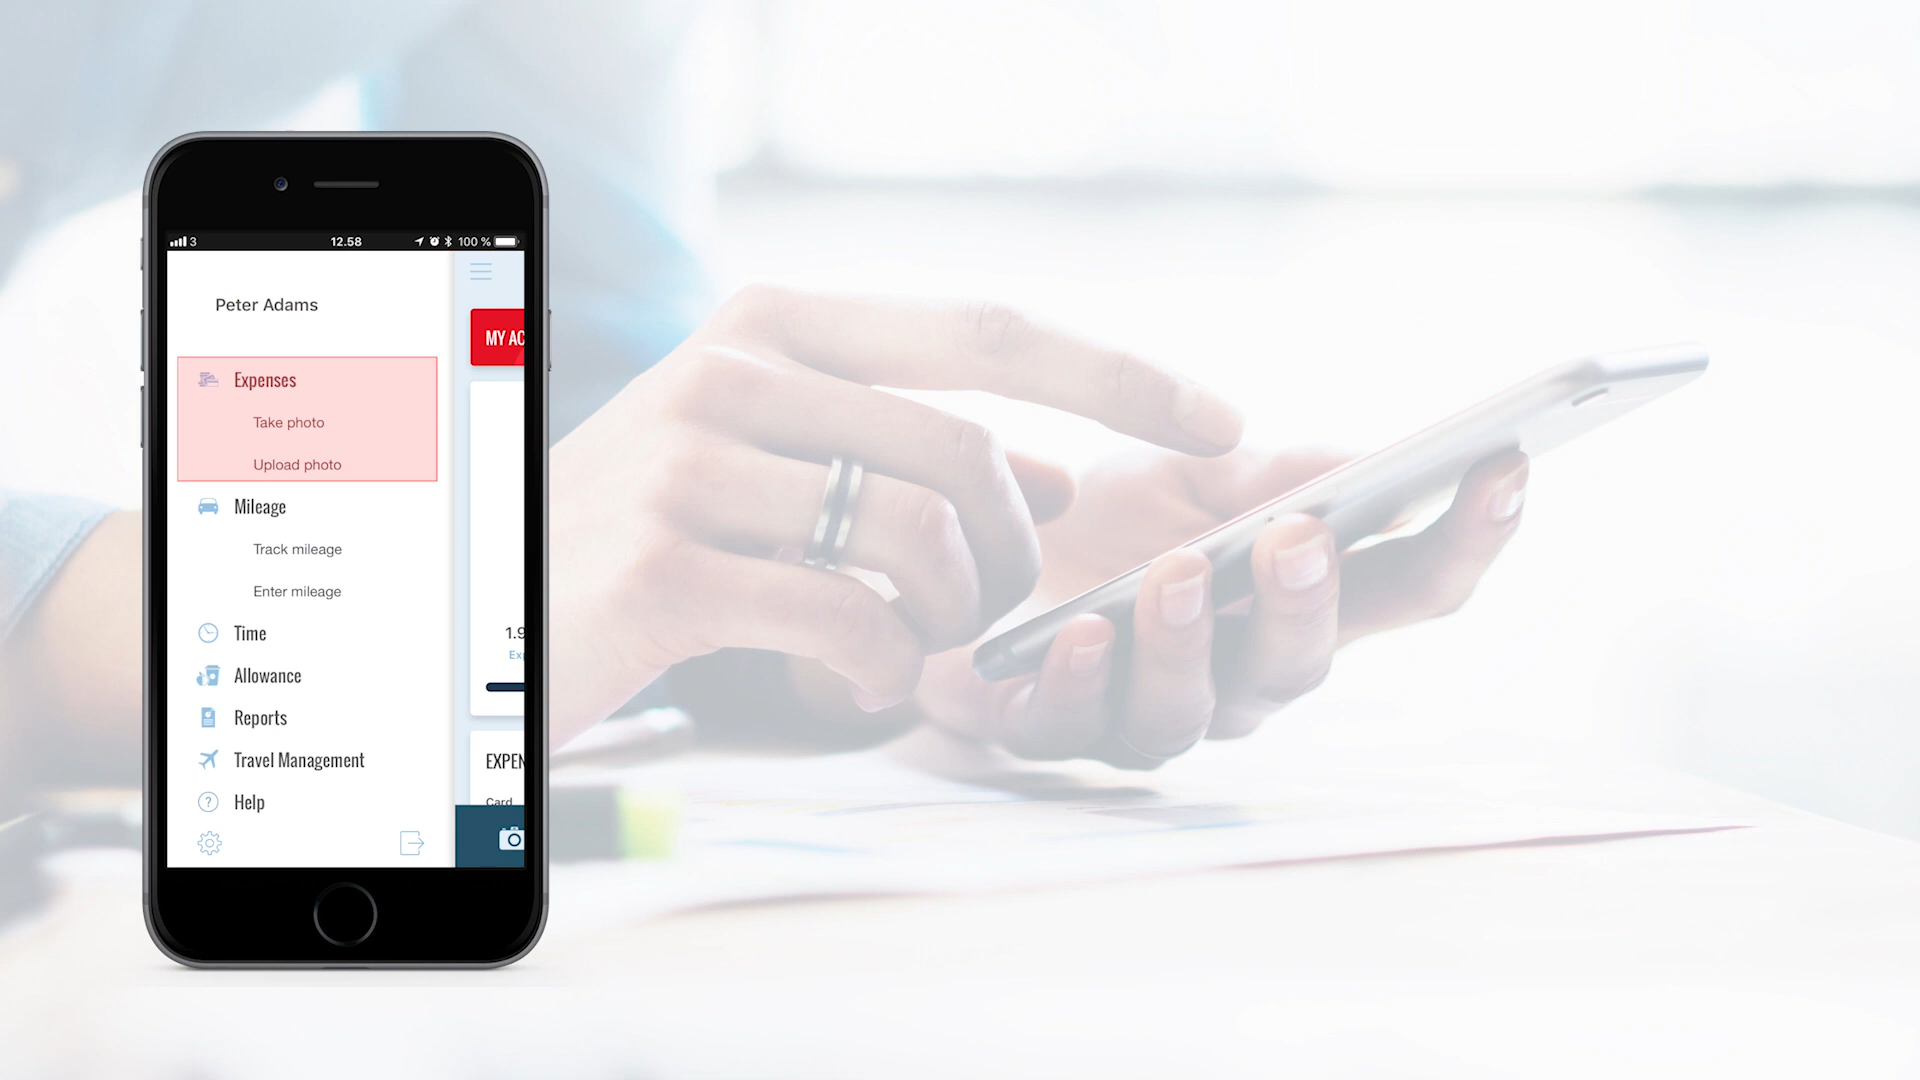 3 12.58 100 %
Peter Adams
Expenses
Take photo
Upload photo
Mileage
Track mileage
Enter mileage
Time
Allowance
Reports
Travel Management
Help
MY AC
1.9
Ex
EXPEN
Card